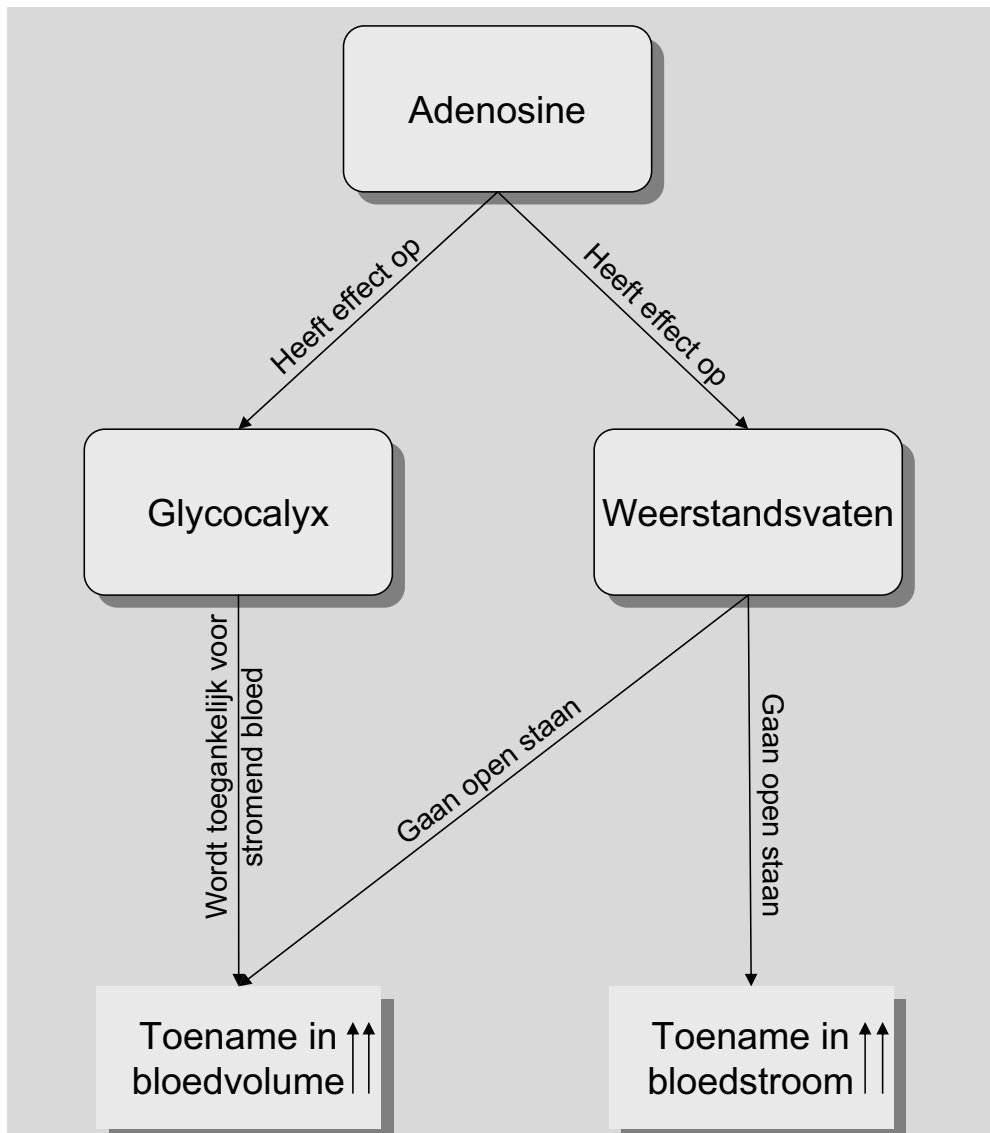 Adenosine
Heeft effect op
Heeft effect op
Glycocalyx
Weerstandsvaten
Wordt toegankelijk voor
stromend bloed
Gaan open staan
Gaan open staan
Toename in
bloedvolume
Toename in
bloedstroom